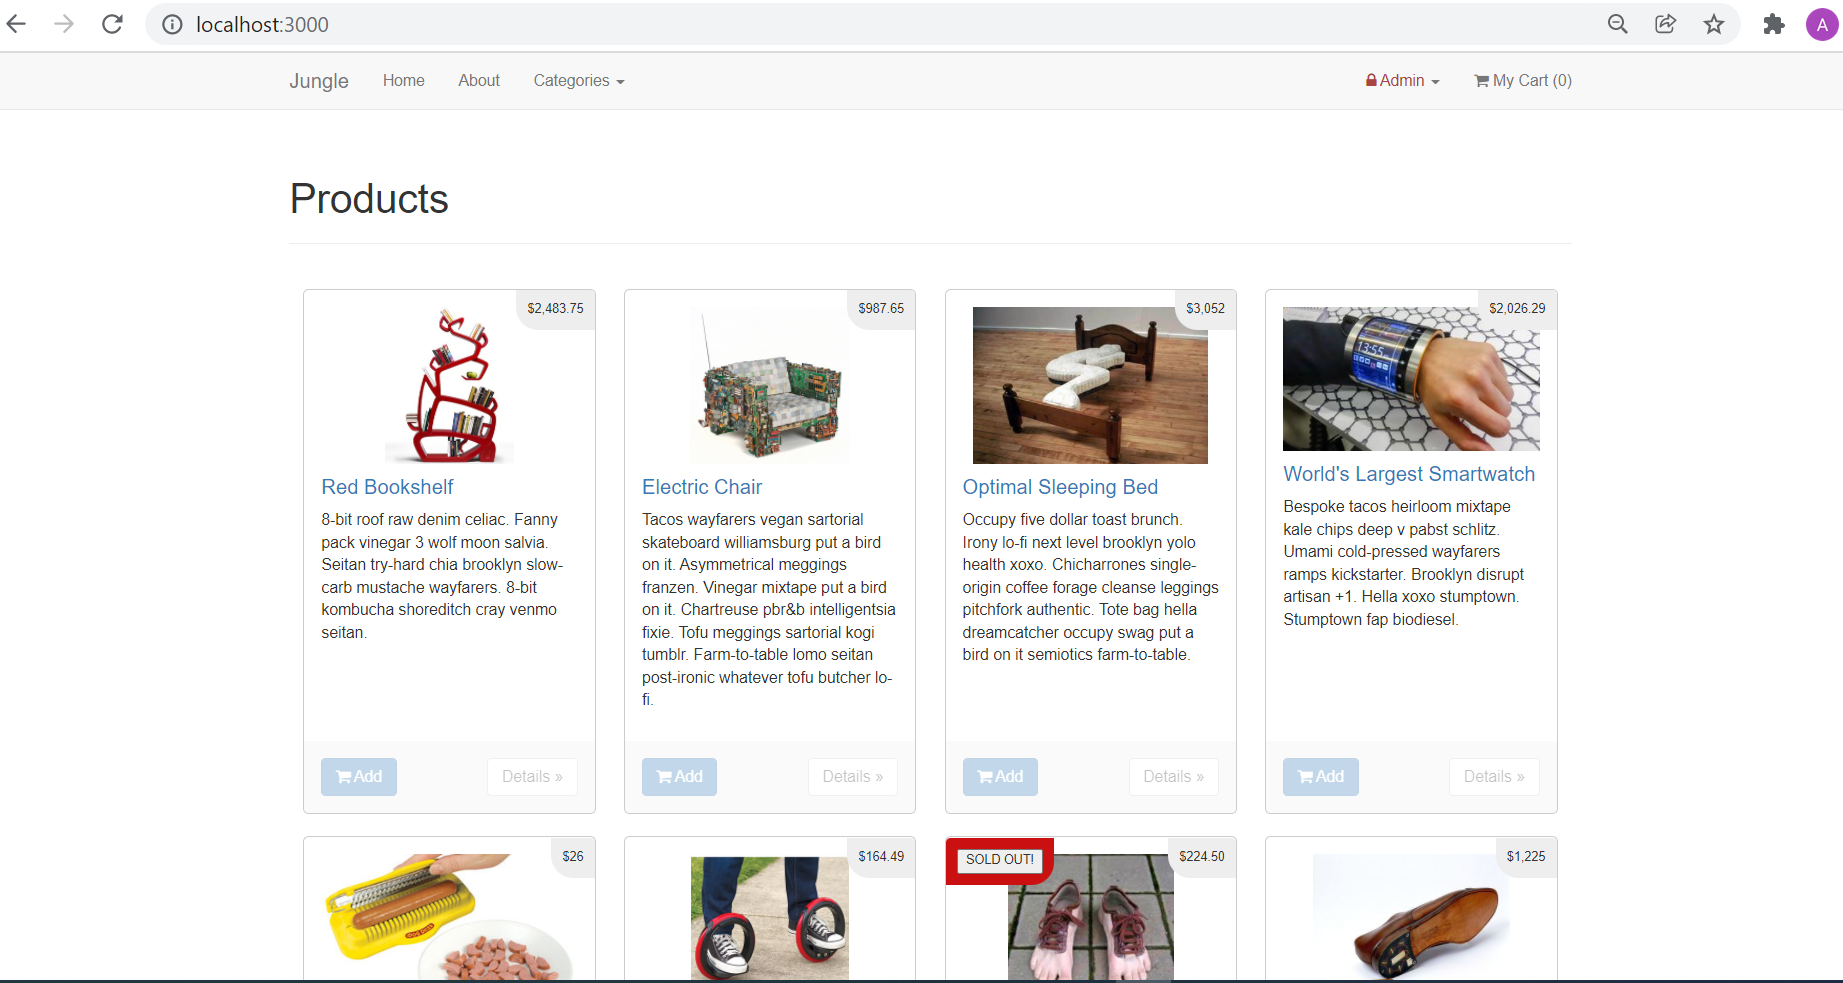 localhost:3000
A
Jungle Home About Categories Admin My Cart (0)
Products
$2,483.75
Red Bookshelf
8-bit roof raw denim celiac. Fanny
pack vinegar 3 wolf moon salvia.
Seitan try-hard chia brooklyn slow-
carb mustache wayfarers. 8-bit
kombucha shoreditch cray venmo
seitan.
Add Details »
$987.65
Electric Chair
Tacos wayfarers vegan sartorial
skateboard williamsburg put a bird
on it. Asymmetrical meggings
franzen. Vinegar mixtape put a bird
on it. Chartreuse pbr&b intelligentsia
fixie. Tofu meggings sartorial kogi
tumblr. Farm-to-table lomo seitan
post-ironic whatever tofu butcher lo-
fi.
Add Details »
$3,052
Optimal Sleeping Bed
Occupy five dollar toast brunch.
Irony lo-fi next level brooklyn yolo
health xoxo. Chicharrones single-
origin coffee forage cleanse leggings
pitchfork authentic. Tote bag hella
dreamcatcher occupy swag put a
bird on it semiotics farm-to-table.
Add Details »
$2,026.29
13:55
World's Largest Smartwatch
Bespoke tacos heirloom mixtape
kale chips deep v pabst schlitz.
Umami cold-pressed wayfarers
ramps kickstarter. Brooklyn disrupt
artisan +1. Hella xoxo stumptown.
Stumptown fap biodiesel.
Add Details »
$26
$164.49
SOLD OUT!
$224.50
$1,225